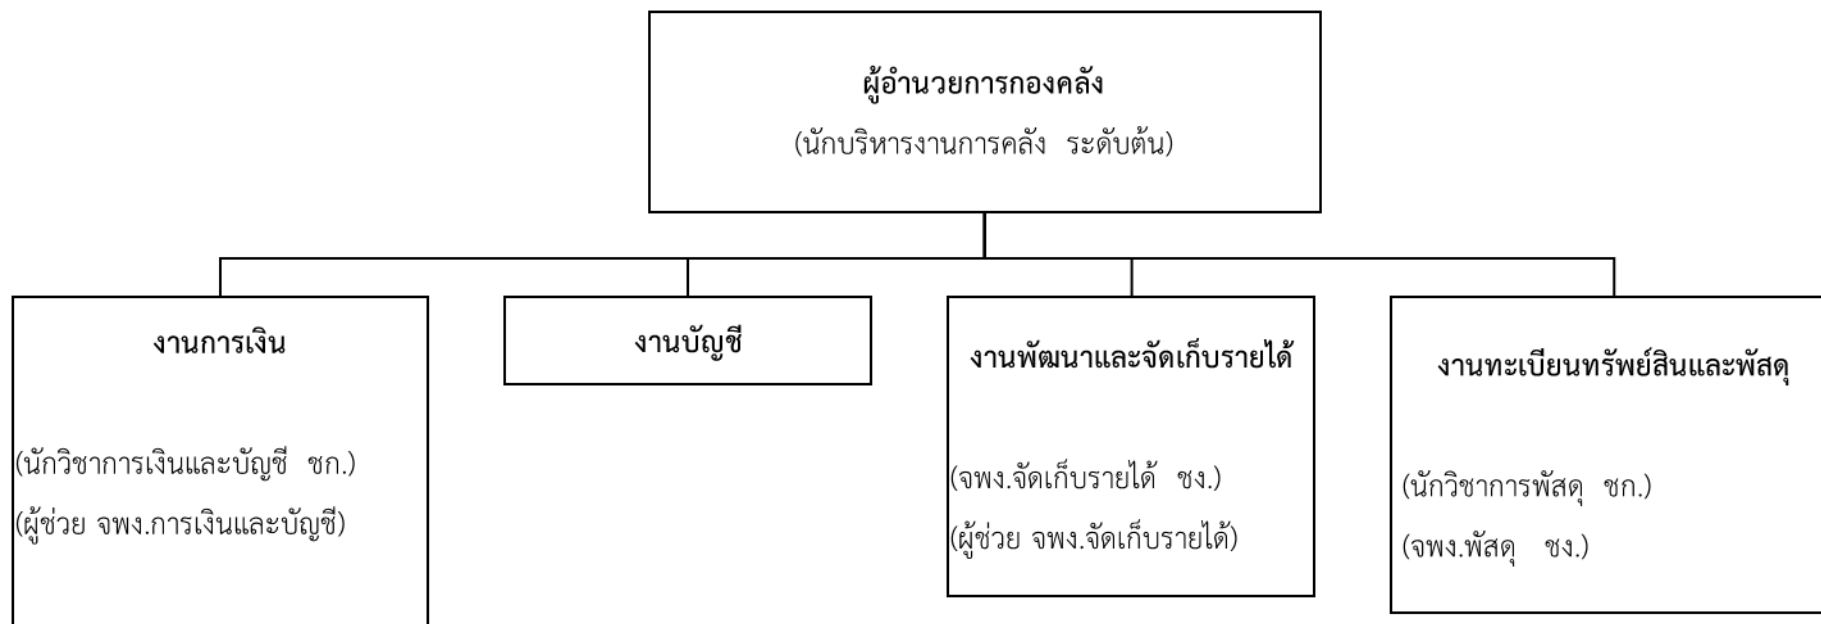 ผู้อำนวยการกองคลัง
(นักบริหารงานการคลัง ระดับต้น)
งานการเงิน
(นักวิชาการเงินและบัญชี ชก.)
(ผู้ช่วย จพง.การเงินและบัญชี)
งานบัญชี
งานพัฒนาและจัดเก็บรายได้
(จพง.จัดเก็บรายได้ ชง.)
(ผู้ช่วย จพง.จัดเก็บรายได้)
งานทะเบียนทรัพย์สินและพัสดุ
(นักวิชาการพัสดุ ชก.)
(จพง.พัสดุ ชง.)